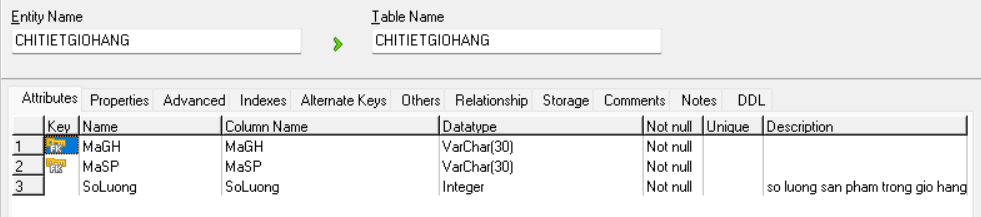 Entity Name Table Name
CHITIETGIOHANG CHITIETGIOHANG
Attributes Properties Advanced Indexes Alternate Keys Others Relationship Storage Comments Notes DDL
Key Name Column Name Datatype Not null Unique Description
1 FK MaGH MaGH VarChar(30) Not null
2 FK MaSP MaSP VarChar(30) Not null
3 SoLuong SoLuong Integer Not null so luong san pham trong gio hang